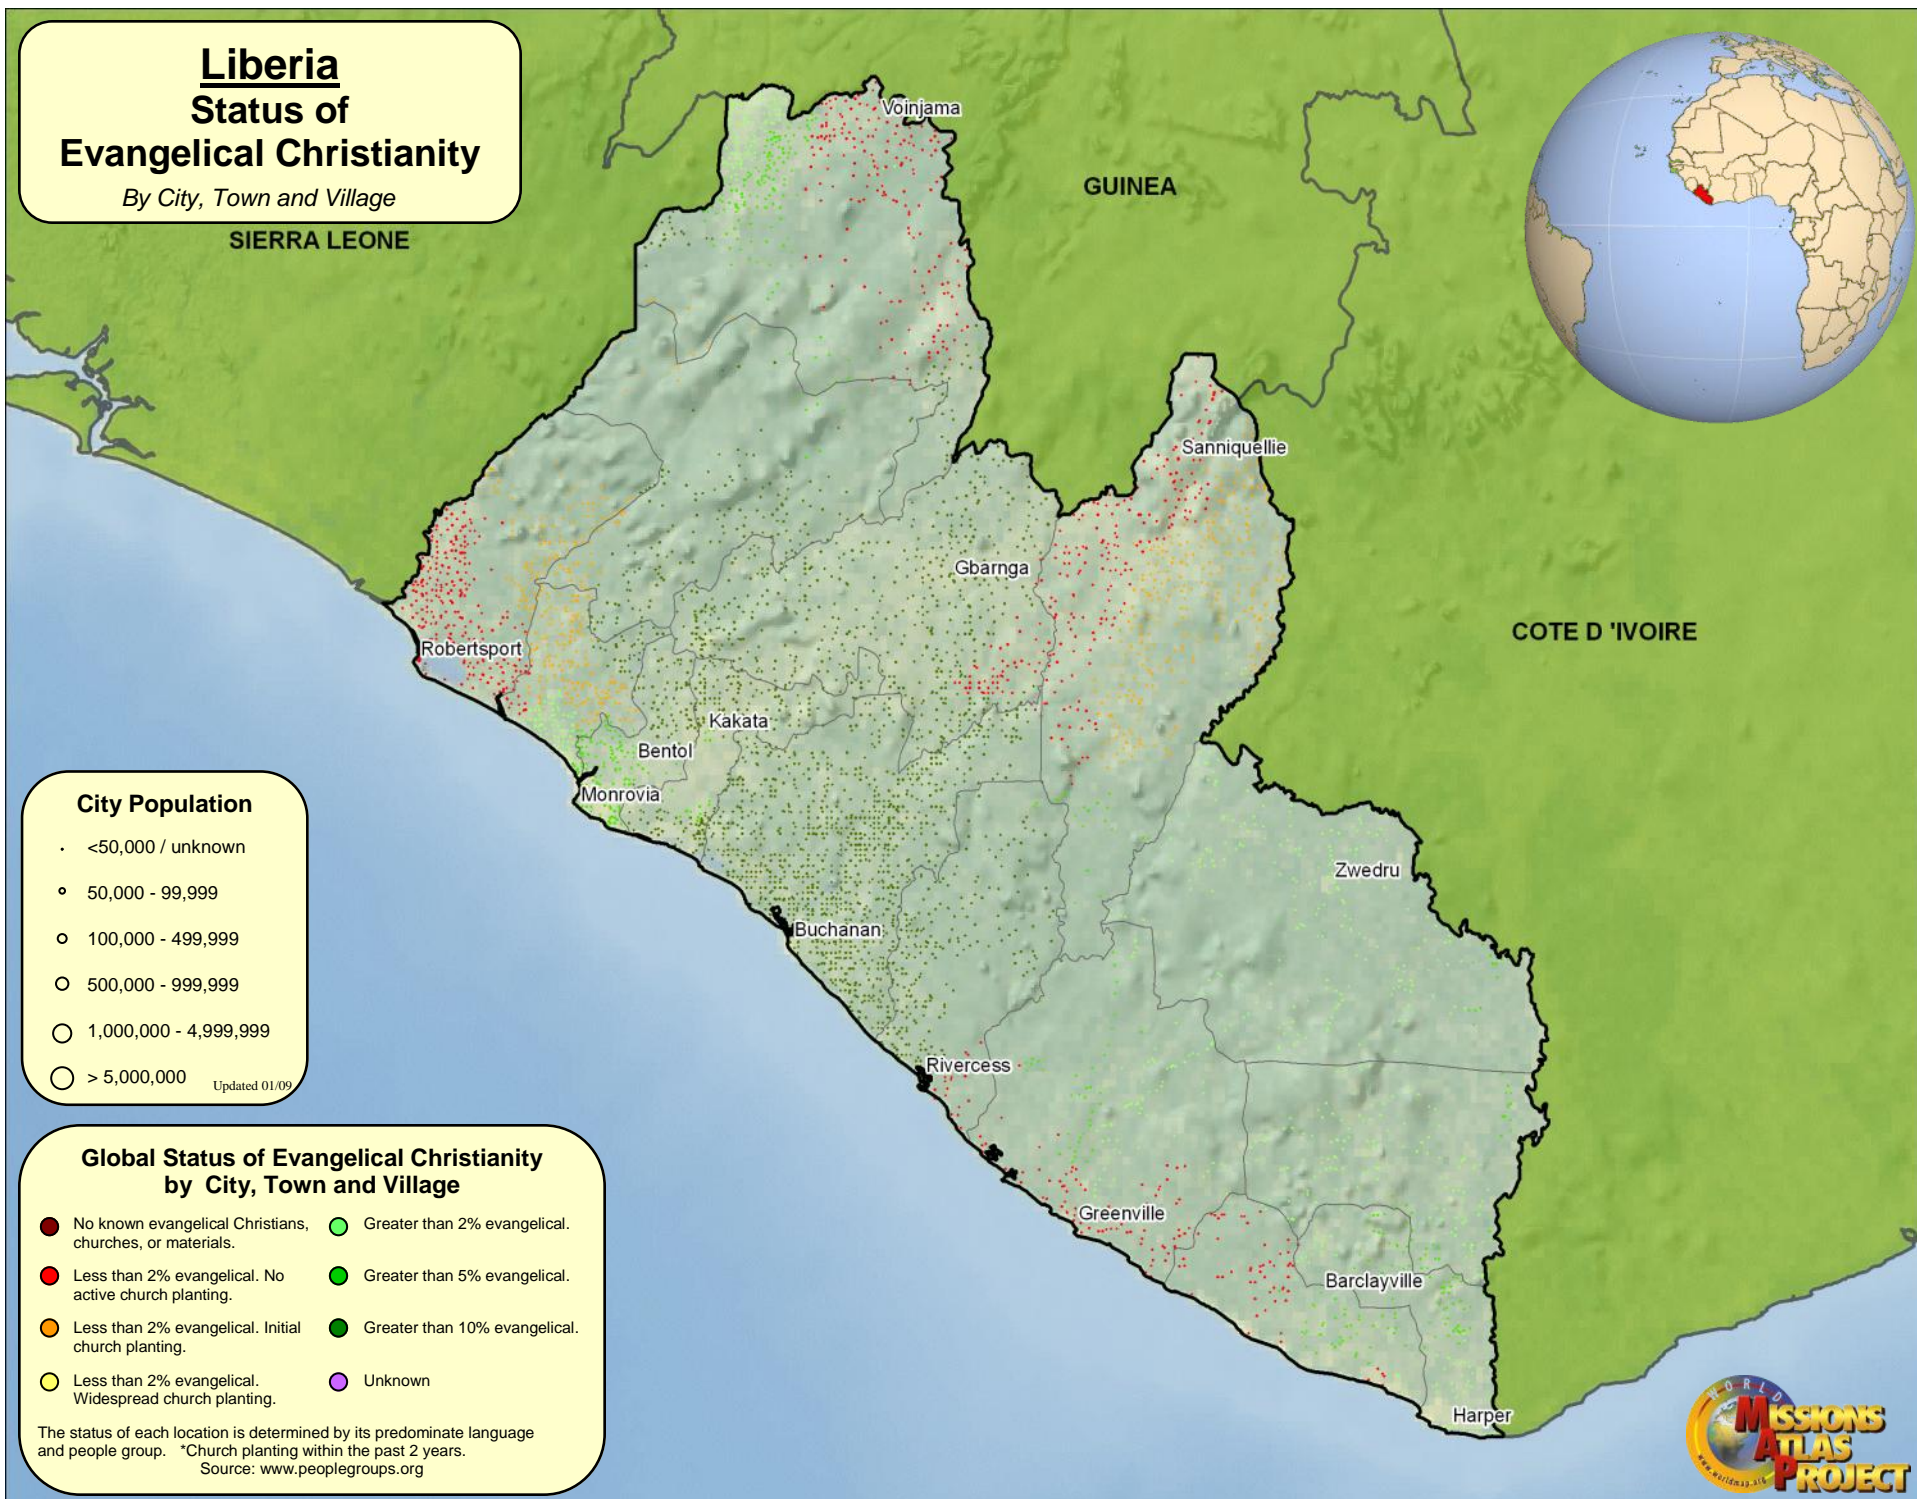 Liberia
Status of
Evangelical Christianity
By City, Town and Village
SIERRA LEONE
GUINEA
COTE D 'IVOIRE
Voinjama
Sanniquellie
Gbarnga
Robertsport
Kakata
Bentol
Monrovia
Zwedru
Buchanan
Rivercess
Greenville
Barclayville
Harper
City Population
<50,000 / unknown
50,000 - 99,999
100,000 - 499,999
500,000 - 999,999
1,000,000 - 4,999,999
> 5,000,000
Updated 01/09
Global Status of Evangelical Christianity
by City, Town and Village
No known evangelical Christians,
churches, or materials.
Less than 2% evangelical. No
active church planting.
Less than 2% evangelical. Initial
church planting.
Less than 2% evangelical.
Widespread church planting.
Greater than 2% evangelical.
Greater than 5% evangelical.
Greater than 10% evangelical.
Unknown
The status of each location is determined by its predominate language
and people group. *Church planting within the past 2 years.
Source: www.peoplegroups.org
WORLD
MISSIONS
ATLAS
PROJECT
www.worldmap.org